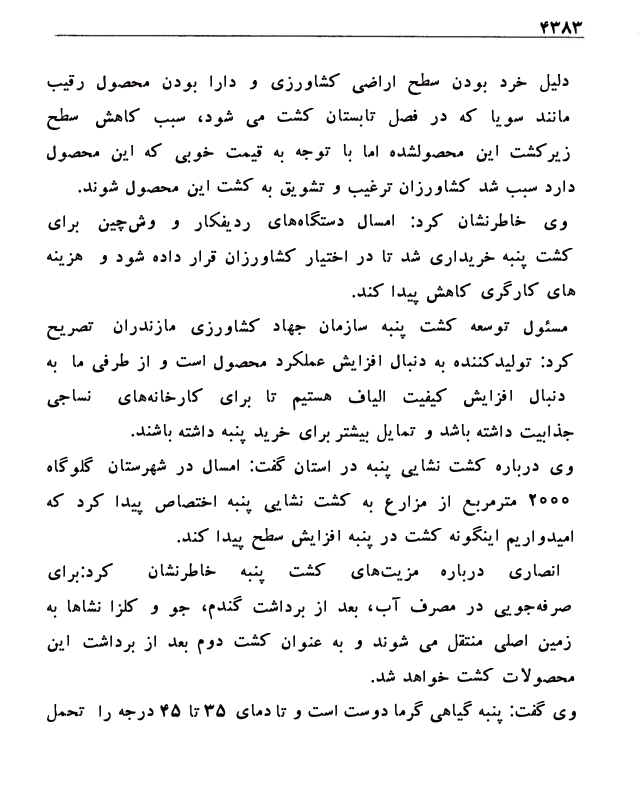 ۴۳۸۳
دلیل خرد بودن سطح اراضی کشاورزی و دارا بودن محصول رقیب
مانند سویا که در فصل تابستان کشت می شود، سبب کاهش سطح
زیرکشت این محصولشده اما با توجه به قیمت خوبی که این محصول
دارد سبب شد کشاورزان ترغیب و تشویق به کشت این محصول شوند.
وی خاطرنشان کرد: امسال دستگاه‌های ردیفکار و وش‌چین برای
کشت پنبه خریداری شد تا در اختیار کشاورزان قرار داده شود و هزینه
های کارگری کاهش پیدا کند.
مسئول توسعه کشت پنبه سازمان جهاد کشاورزی مازندران تصریح
کرد: تولیدکننده به دنبال افزایش عملکرد محصول است و از طرفی ما به
دنبال افزایش کیفیت الیاف هستیم تا برای کارخانه‌های نساجی
جذابیت داشته باشد و تمایل بیشتر برای خرید پنبه داشته باشند.
وی درباره کشت نشایی پنبه در استان گفت: امسال در شهرستان گلوگاه
۲۰۰۰ مترمربع از مزارع به کشت نشایی پنبه اختصاص پیدا کرد که
امیدواریم اینگونه کشت در پنبه افزایش سطح پیدا کند.
انصاری درباره مزیت‌های کشت پنبه خاطرنشان کرد:برای
صرفه‌جویی در مصرف آب، بعد از برداشت گندم، جو و کلزا نشاها به
زمین اصلی منتقل می شوند و به عنوان کشت دوم بعد از برداشت این
محصولات کشت خواهد شد.
وی گفت: پنبه گیاهی گرما دوست است و تا دمای ۳۵ تا ۴۵ درجه را تحمل